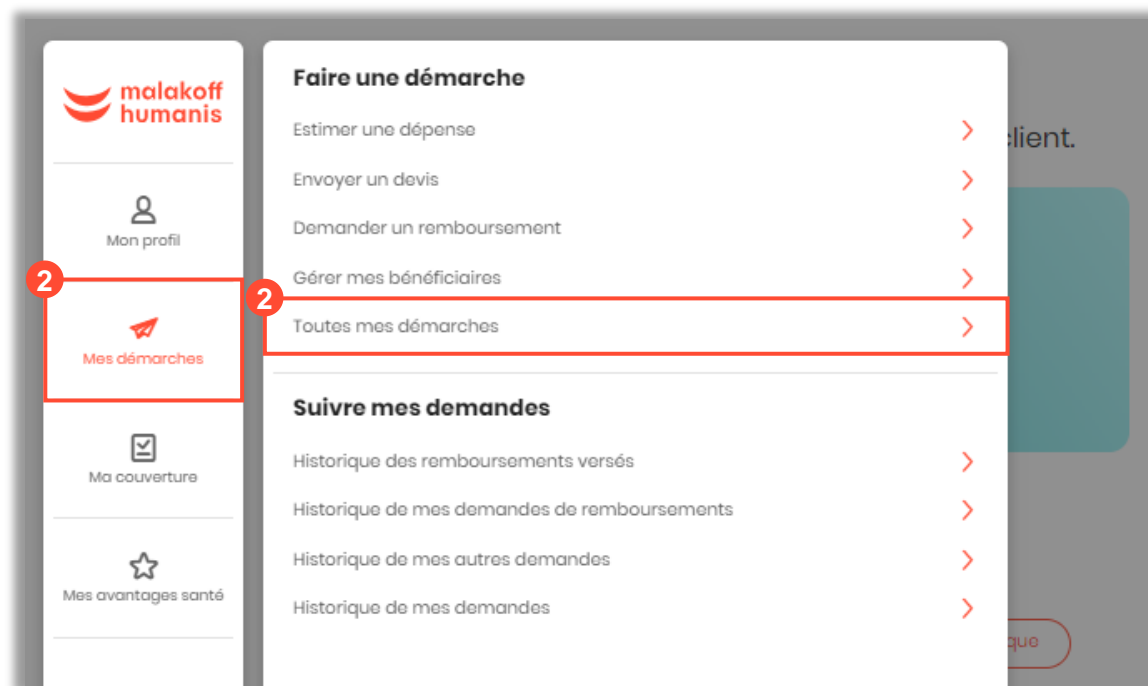 malakoff
humanis
Mon profil
2
Mes démarches
Ma couverture
Mes avantages santé
Faire une démarche
Estimer une dépense
Envoyer un devis
Demander un remboursement
Gérer mes bénéficiaires
2
Toutes mes démarches
Suivre mes demandes
Historique des remboursements versés
Historique de mes demandes de remboursements
Historique de mes autres demandes
Historique de mes demandes
client.
que